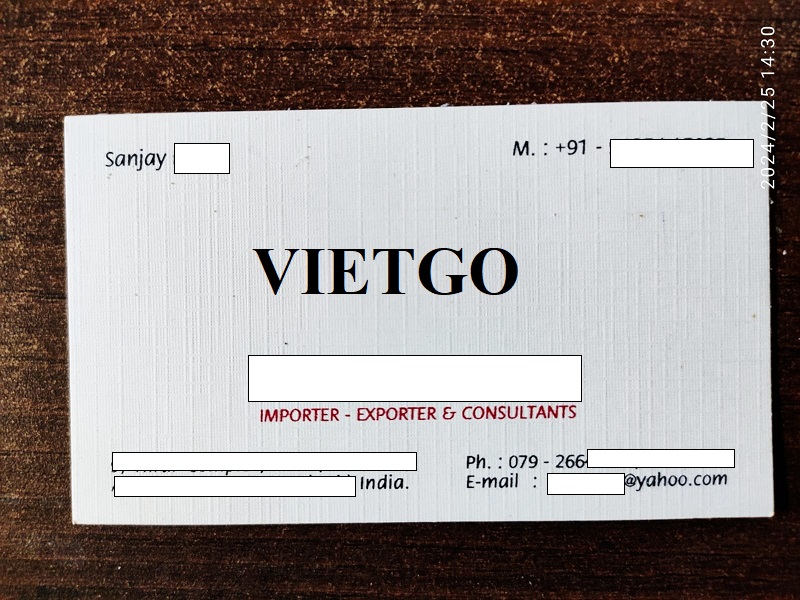 Sanjay
M. : +91 -
VIETGO
IMPORTER - EXPORTER & CONSULTANTS
India.
Ph. : 079 - 266
E-mail : @yahoo.com
2024/2/25 14:30